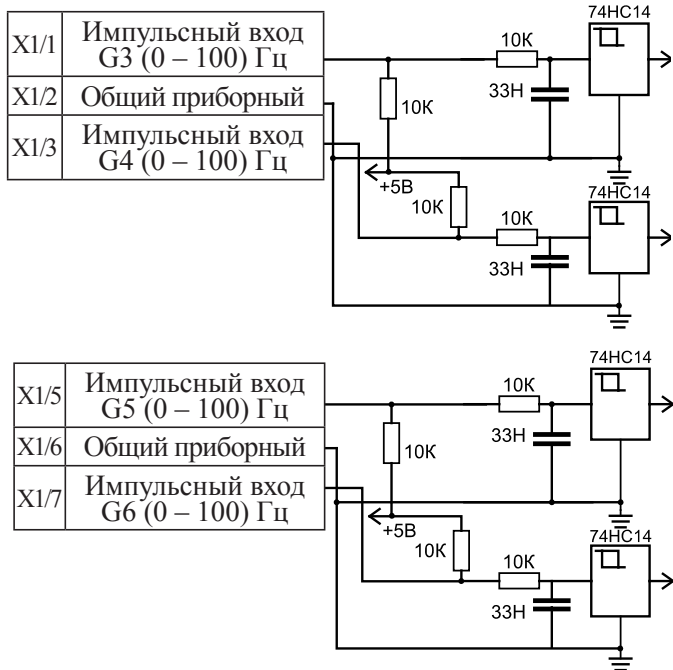 74HC14
X1/1 Импульсный вход G3 (0 – 100) Гц
10К
33Н
10К
X1/2 Общий приборный
X1/3 Импульсный вход G4 (0 – 100) Гц
+5В
74HC14
10К
10К
33Н
74HC14
X1/5 Импульсный вход G5 (0 – 100) Гц
10К
33Н
10К
X1/6 Общий приборный
X1/7 Импульсный вход G6 (0 – 100) Гц
+5В
74HC14
10К
10К
33Н